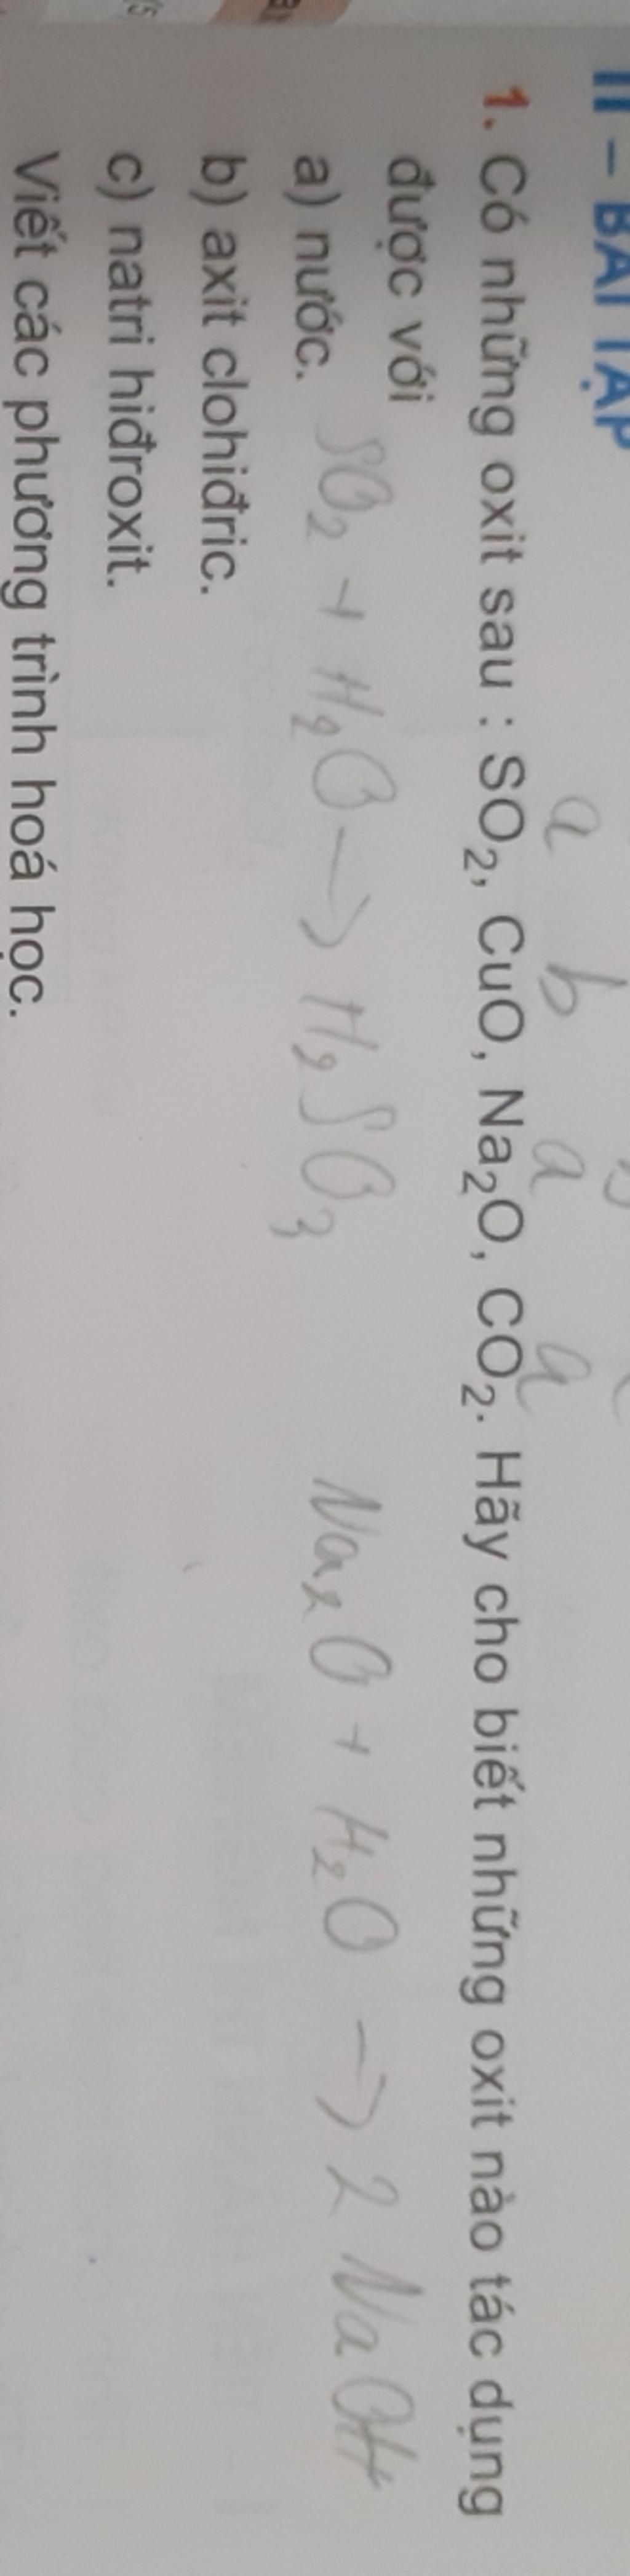 II – BÀI TẬP
a b a a
1. Có những oxit sau : SO₂, CuO, Na₂O, CO₂. Hãy cho biết những oxit nào tác dụng
được với
a) nước. SO₂ + H₂O → H₂SO₃ Na₂O + H₂O → 2 NaOH
b) axit clohiđric.
c) natri hiđroxit.
Viết các phương trình hoá học.